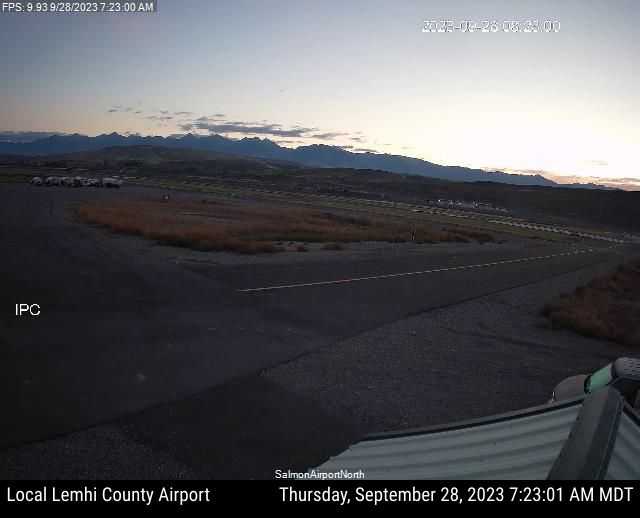 FPS: 9.93 9/28/2023 7:23:00 AM
2023-09-28 08:23:00
IPC
SalmonAirportNorth
Local Lemhi County Airport Thursday, September 28, 2023 7:23:01 AM MDT